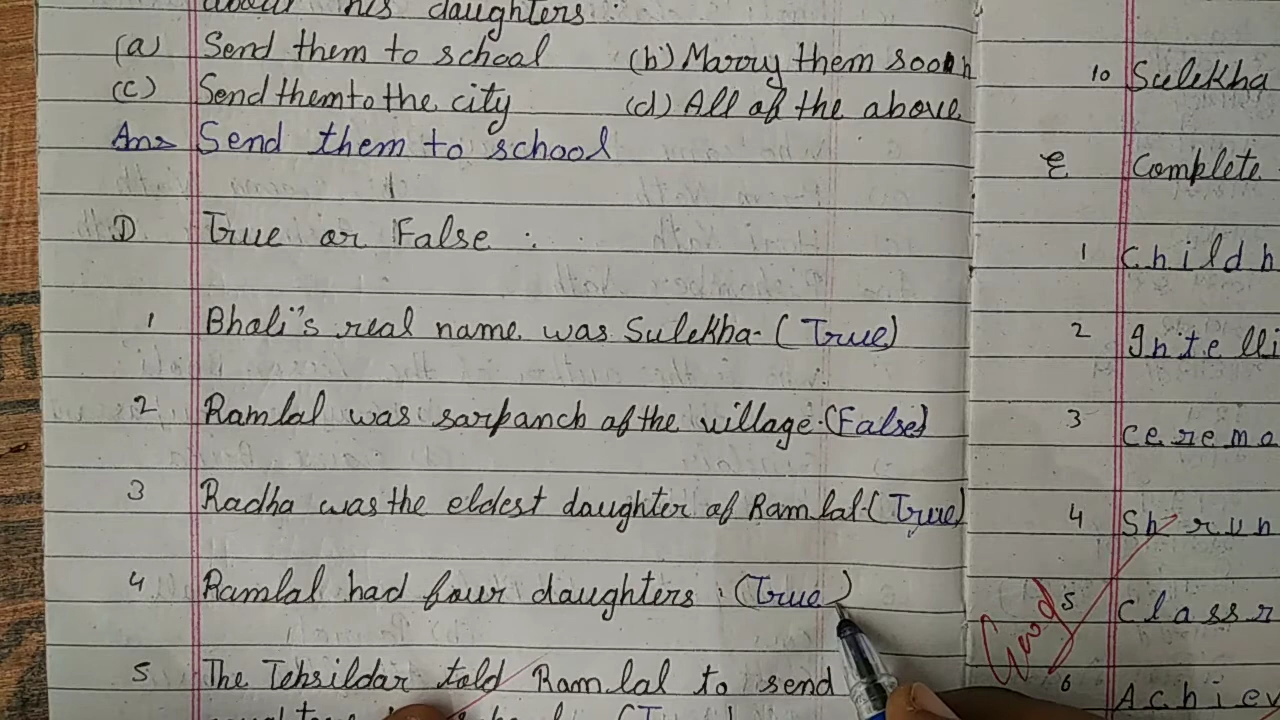 about his daughters :
(a) Send them to school (b) Marry them soon
(c) Send them to the city (d) All of the above
Ans Send them to school
D. True or False :
1 Bholi's real name was Sulekha. (True)
2 Ramlal was sarpanch of the village. (False)
3 Radha was the eldest daughter of Ramlal. (True)
4 Ramlal had four daughters. (True)
5 The Tehsildar told Ramlal to send
10 Sulekha
E Complete
1 Childh
2 Intelli
3 ceremo
4 Shrun
Good
5 Classr
6 Achiev